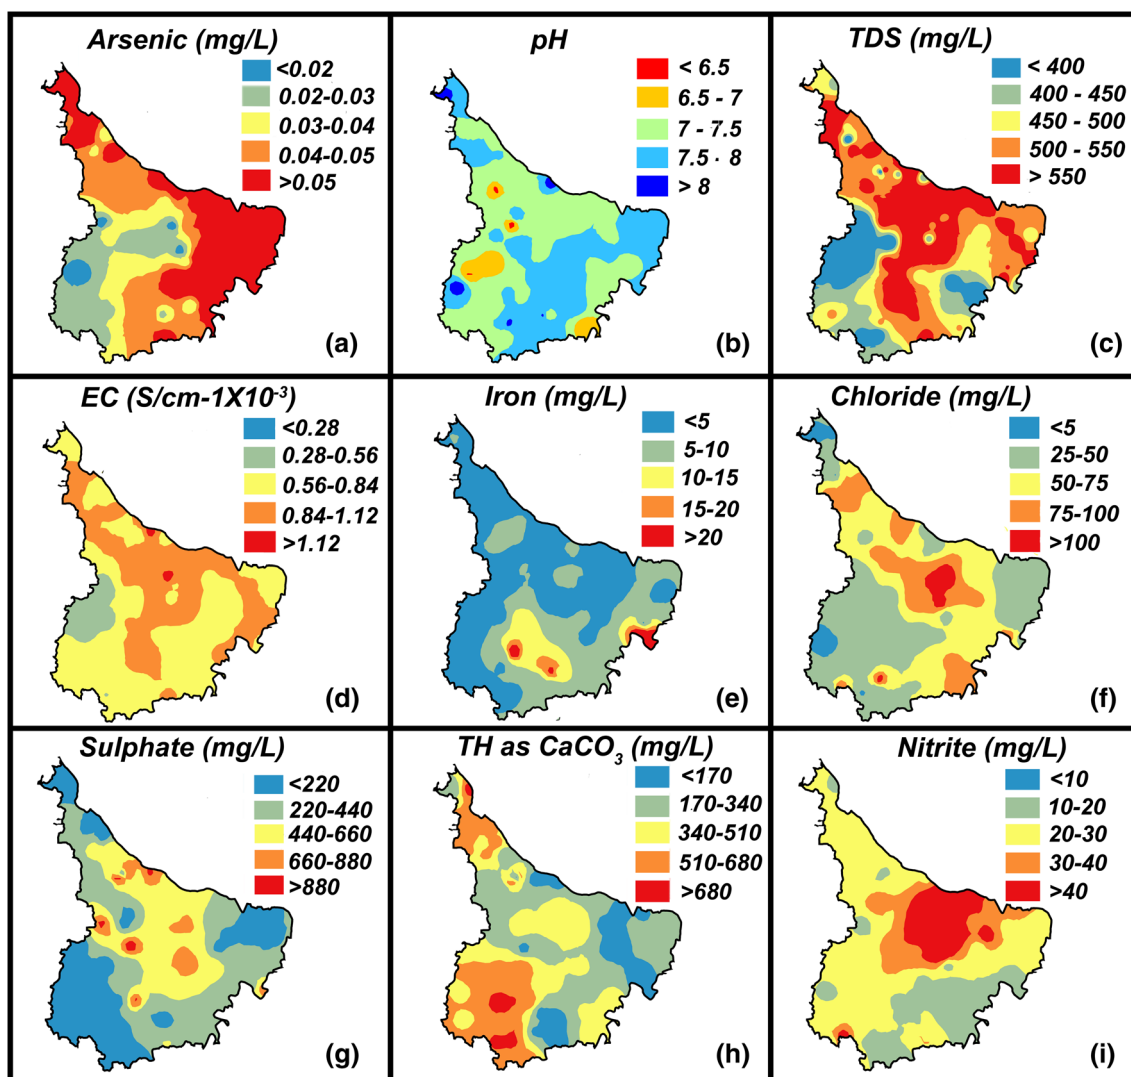 Arsenic (mg/L)
<0.02
0.02-0.03
0.03-0.04
0.04-0.05
>0.05
(a)
pH
< 6.5
6.5 - 7
7 - 7.5
7.5 - 8
> 8
(b)
TDS (mg/L)
< 400
400 - 450
450 - 500
500 - 550
> 550
(c)
EC (S/cm-1X10⁻³)
<0.28
0.28-0.56
0.56-0.84
0.84-1.12
>1.12
(d)
Iron (mg/L)
<5
5-10
10-15
15-20
>20
(e)
Chloride (mg/L)
<5
25-50
50-75
75-100
>100
(f)
Sulphate (mg/L)
<220
220-440
440-660
660-880
>880
(g)
TH as CaCO₃ (mg/L)
<170
170-340
340-510
510-680
>680
(h)
Nitrite (mg/L)
<10
10-20
20-30
30-40
>40
(i)